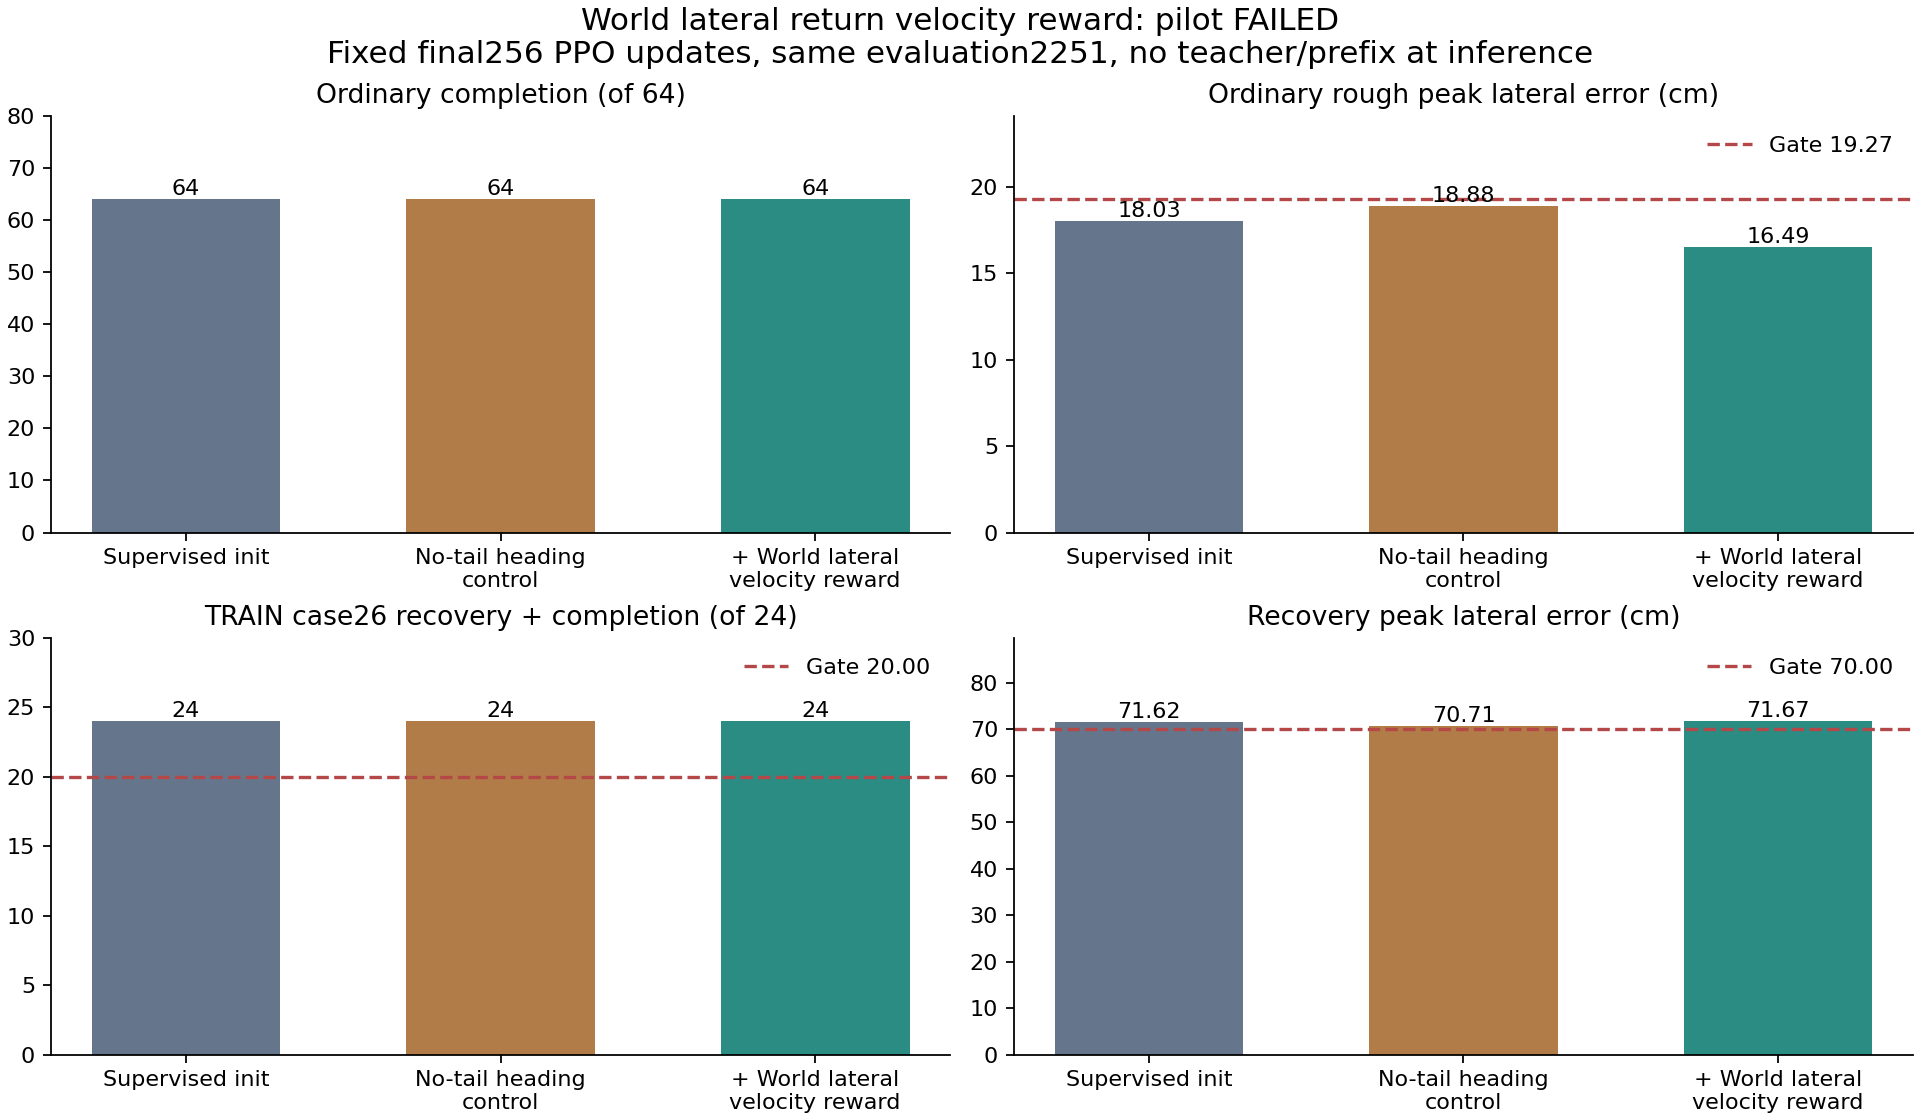 World lateral return velocity reward: pilot FAILED
Fixed final256 PPO updates, same evaluation2251, no teacher/prefix at inference
Ordinary completion (of 64)
80
70
60
50
40
30
20
10
0
64
64
64
Supervised init
No-tail heading
control
+ World lateral
velocity reward
Ordinary rough peak lateral error (cm)
Gate 19.27
20
15
10
5
0
18.03
18.88
16.49
Supervised init
No-tail heading
control
+ World lateral
velocity reward
TRAIN case26 recovery + completion (of 24)
Gate 20.00
30
25
20
15
10
5
0
24
24
24
Supervised init
No-tail heading
control
+ World lateral
velocity reward
Recovery peak lateral error (cm)
Gate 70.00
80
70
60
50
40
30
20
10
0
71.62
70.71
71.67
Supervised init
No-tail heading
control
+ World lateral
velocity reward